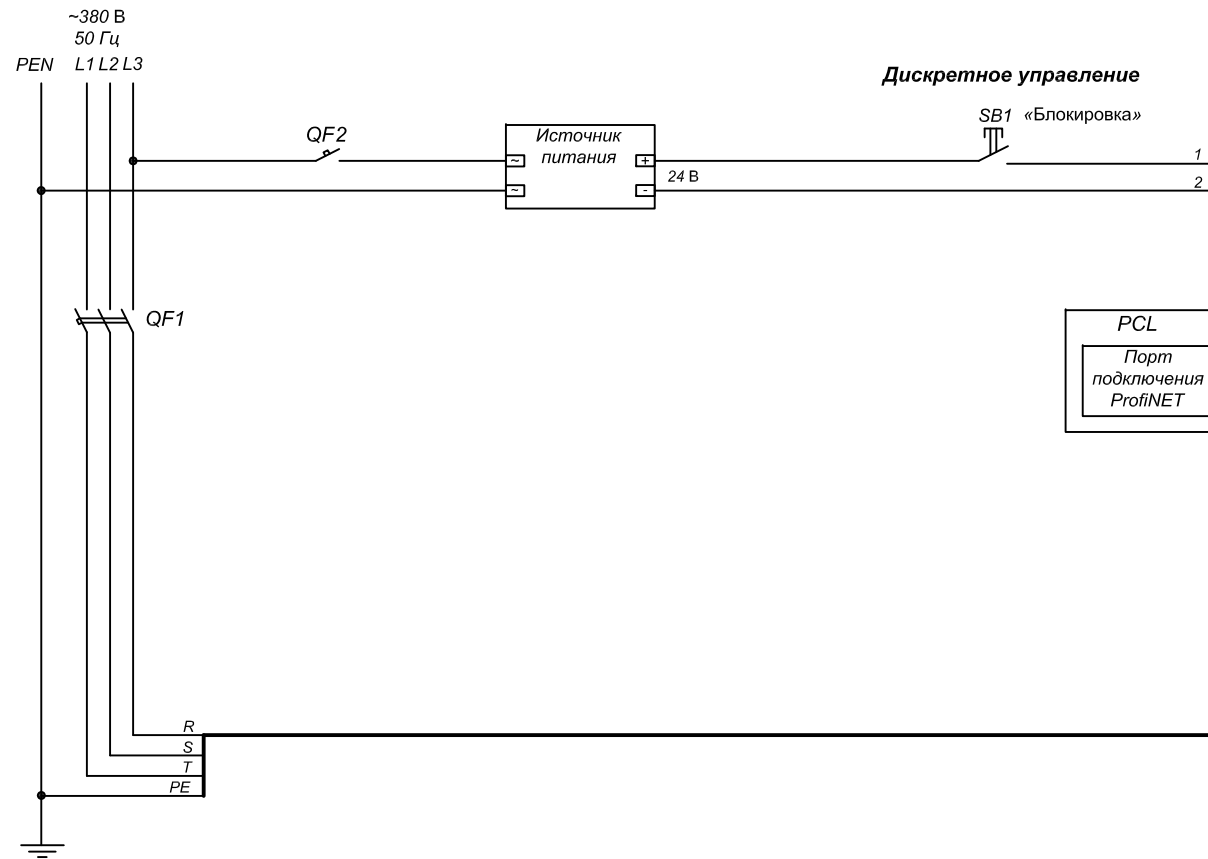 ~380 В
50 Гц
PEN L1 L2 L3
Дискретное управление
SB1 «Блокировка»
QF2
Источник
питания
~ +
~ -
24 В
1
2
QF1
PCL
Порт
подключения
ProfiNET
R
S
T
PE